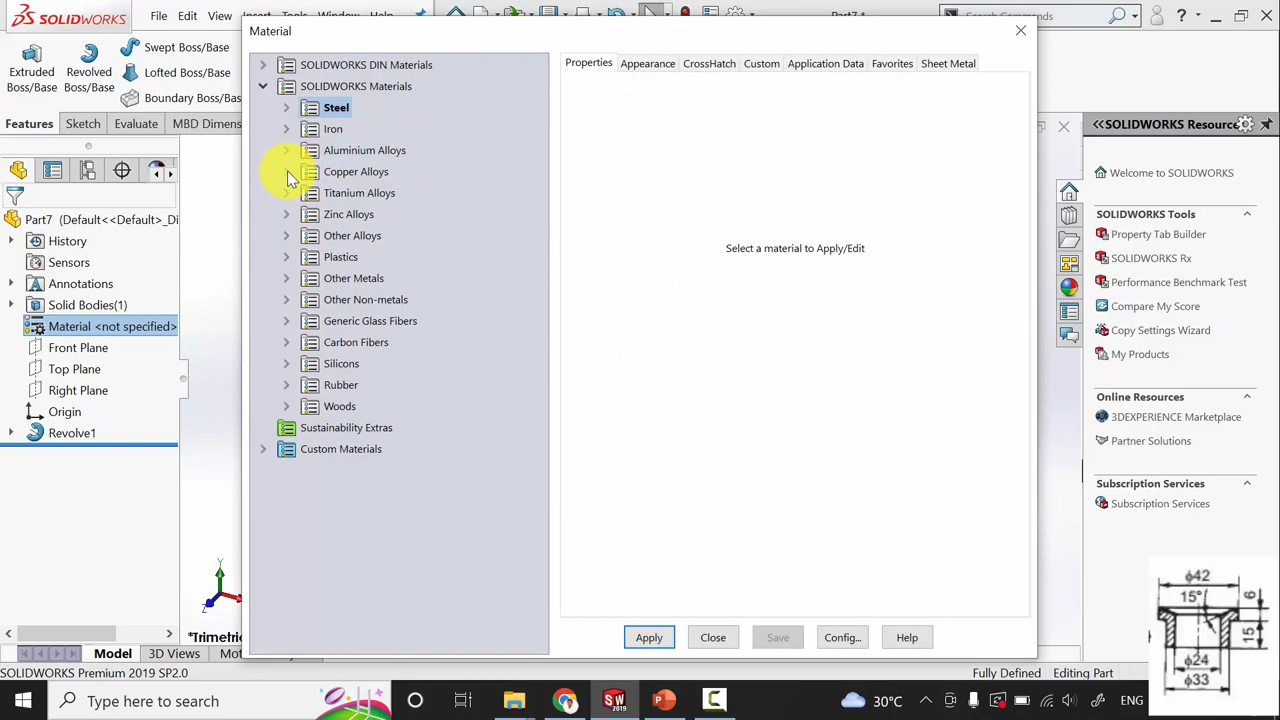 SOLIDWORKS
File
Edit
View
Insert
Tools
Window
Part7 *
Search Commands
Extruded
Boss/Base
Revolved
Boss/Base
Swept Boss/Base
Lofted Boss/Base
Boundary Boss/Base
Features
Sketch
Evaluate
MBD Dimens
Part7 (Default<<Default>_Di
History
Sensors
Annotations
Solid Bodies(1)
Material <not specified>
Front Plane
Top Plane
Right Plane
Origin
Revolve1
Material
SOLIDWORKS DIN Materials
SOLIDWORKS Materials
Steel
Iron
Aluminium Alloys
Copper Alloys
Titanium Alloys
Zinc Alloys
Other Alloys
Plastics
Other Metals
Other Non-metals
Generic Glass Fibers
Carbon Fibers
Silicons
Rubber
Woods
Sustainability Extras
Custom Materials
Properties
Appearance
CrossHatch
Custom
Application Data
Favorites
Sheet Metal
Select a material to Apply/Edit
Apply
Close
Save
Config...
Help
SOLIDWORKS Resource
Welcome to SOLIDWORKS
SOLIDWORKS Tools
Property Tab Builder
SOLIDWORKS Rx
Performance Benchmark Test
Compare My Score
Copy Settings Wizard
My Products
Online Resources
3DEXPERIENCE Marketplace
Partner Solutions
Subscription Services
Subscription Services
Y
*Trimetri
Model
3D Views
SOLIDWORKS Premium 2019 SP2.0
Fully Defined
Editing Part
ϕ42
15°
6
15
ϕ24
ϕ33
Type here to search
SW
2019
30°C
ENG